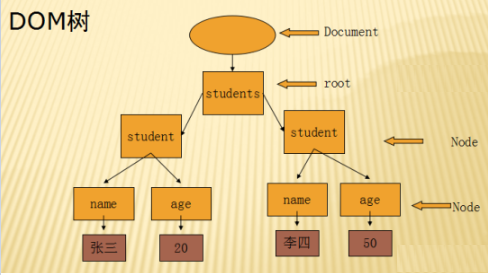 DOM树
Document
students
root
student
student
Node
name
age
name
age
Node
张三
20
李四
50